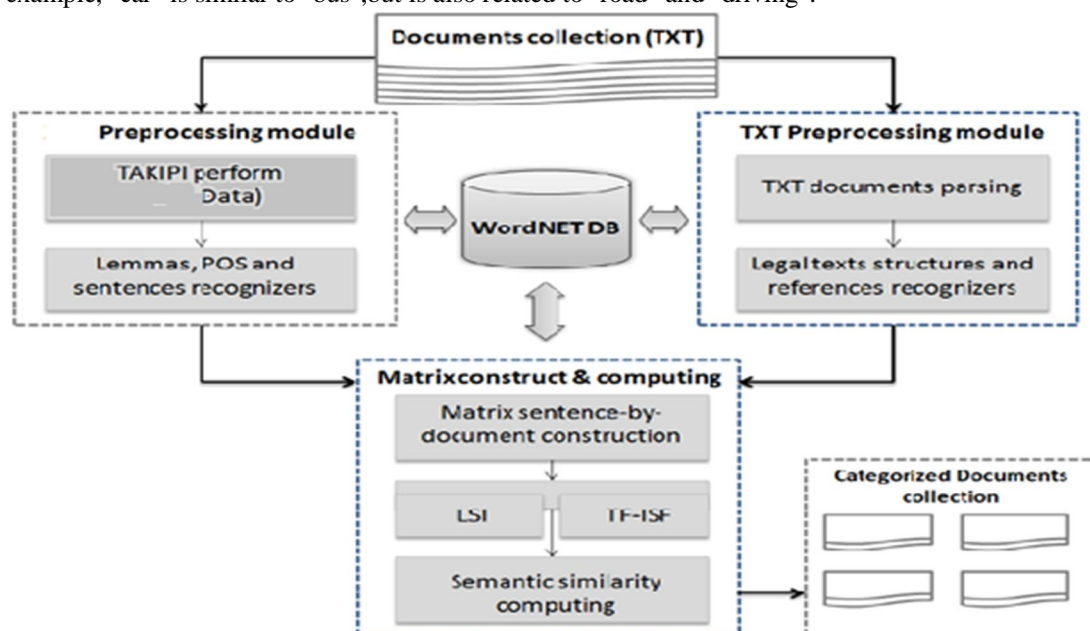 example, "car" is similar to "bus",but is also related to "road" and "driving".
Documents collection (TXT)
Preprocessing module
TAKIPI perform
Data)
Lemmas, POS and
sentences recognizers
WordNET DB
TXT Preprocessing module
TXT documents parsing
Legal texts structures and
references recognizers
Matrixconstruct & computing
Matrix sentence-by-
document construction
LSI
TF-ISF
Semantic similarity
computing
Categorized Documents
collection